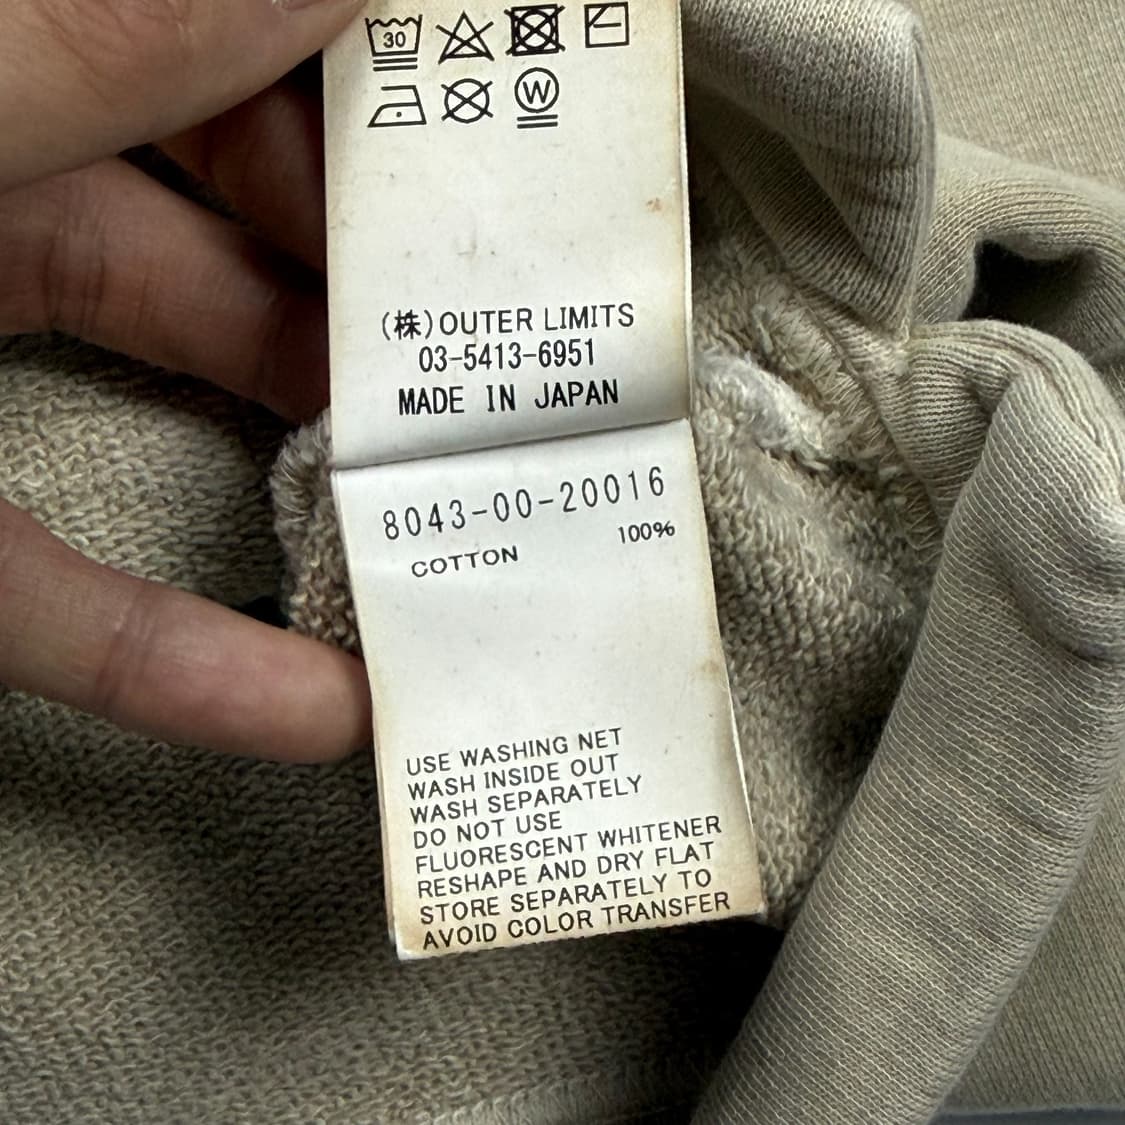 30
W
(株)OUTER LIMITS
03-5413-6951
MADE IN JAPAN
8043-00-20016
COTTON 100%
USE WASHING NET
WASH INSIDE OUT
WASH SEPARATELY
DO NOT USE
FLUORESCENT WHITENER
RESHAPE AND DRY FLAT
STORE SEPARATELY TO
AVOID COLOR TRANSFER